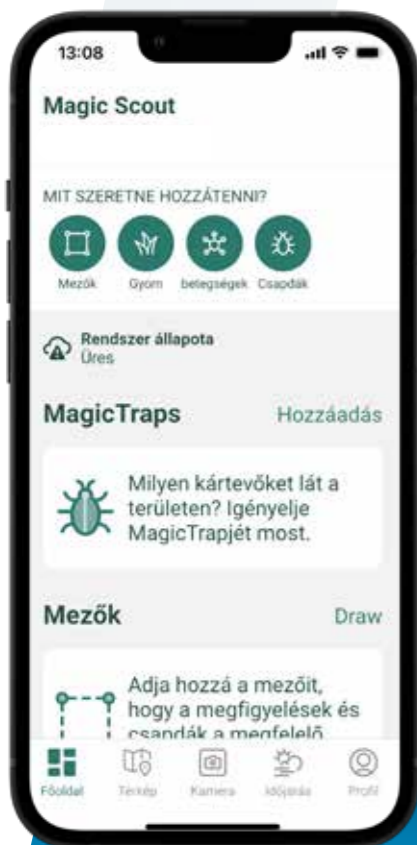 13:08
Magic Scout
MIT SZERETNE HOZZÁTENNI?
Mezők Gyom betegségek Csapdák
Rendszer állapota
Üres
MagicTraps Hozzáadás
Milyen kártevőket lát a
területen? Igényelje
MagicTrapjét most.
Mezők Draw
Adja hozzá a mezőit,
hogy a megfigyelések és
csapdák a megfelelő
Főoldal Térkép Kamera Időjárás Profil